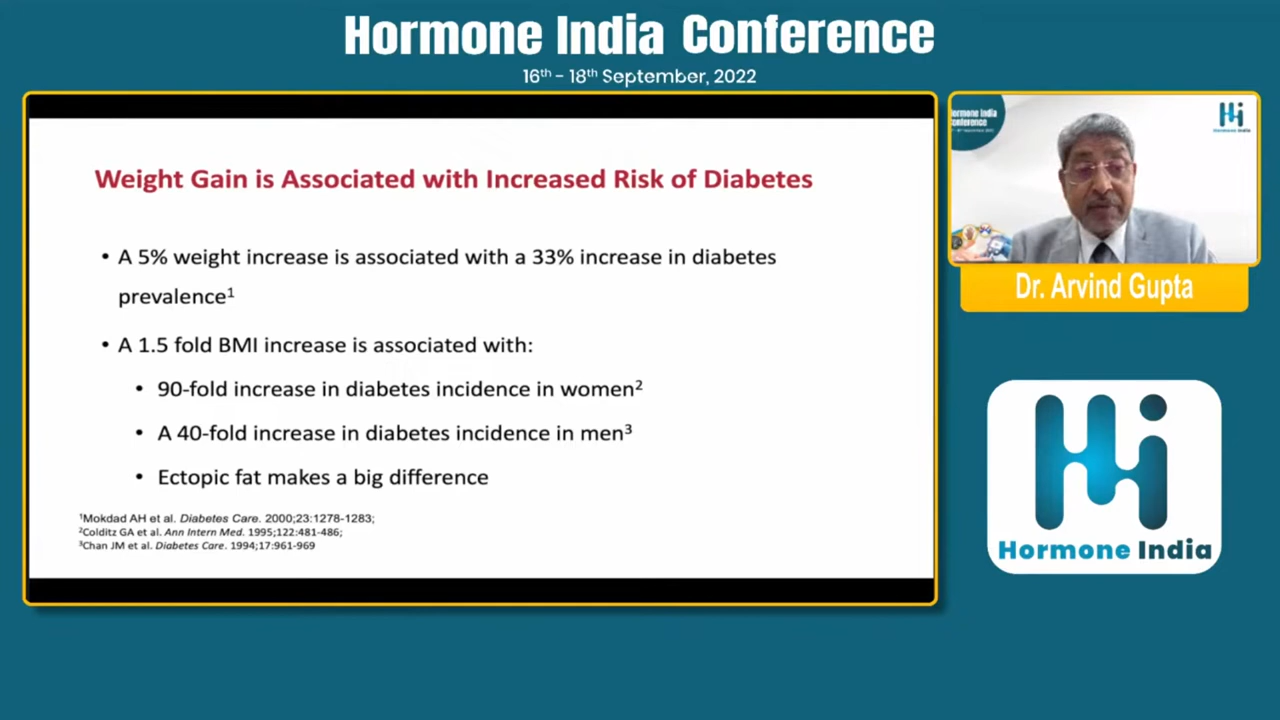 Hormone India Conference
16th - 18th September, 2022
Weight Gain is Associated with Increased Risk of Diabetes
• A 5% weight increase is associated with a 33% increase in diabetes
prevalence1
• A 1.5 fold BMI increase is associated with:
• 90-fold increase in diabetes incidence in women2
• A 40-fold increase in diabetes incidence in men3
• Ectopic fat makes a big difference
1Mokdad AH et al. Diabetes Care. 2000;23:1278-1283;
2Colditz GA et al. Ann Intern Med. 1995;122:481-486;
3Chan JM et al. Diabetes Care. 1994;17:961-969
Hormone India
Dr. Arvind Gupta
Hormone India